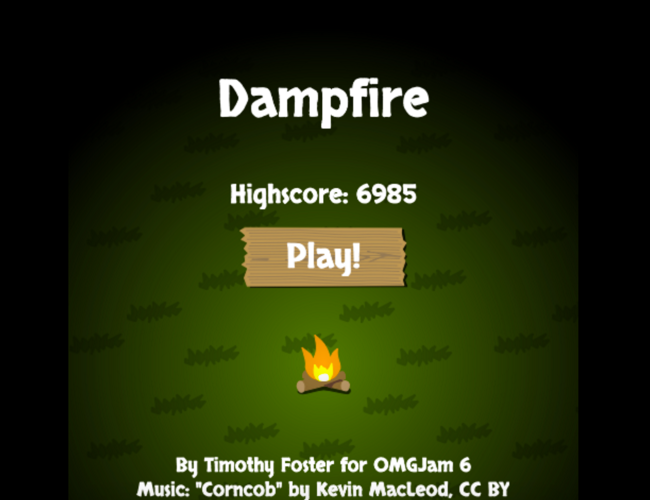 Dampfire
Highscore: 6985
Play!
By Timothy Foster for OMGJam 6
Music: "Corncob" by Kevin MacLeod, CC BY